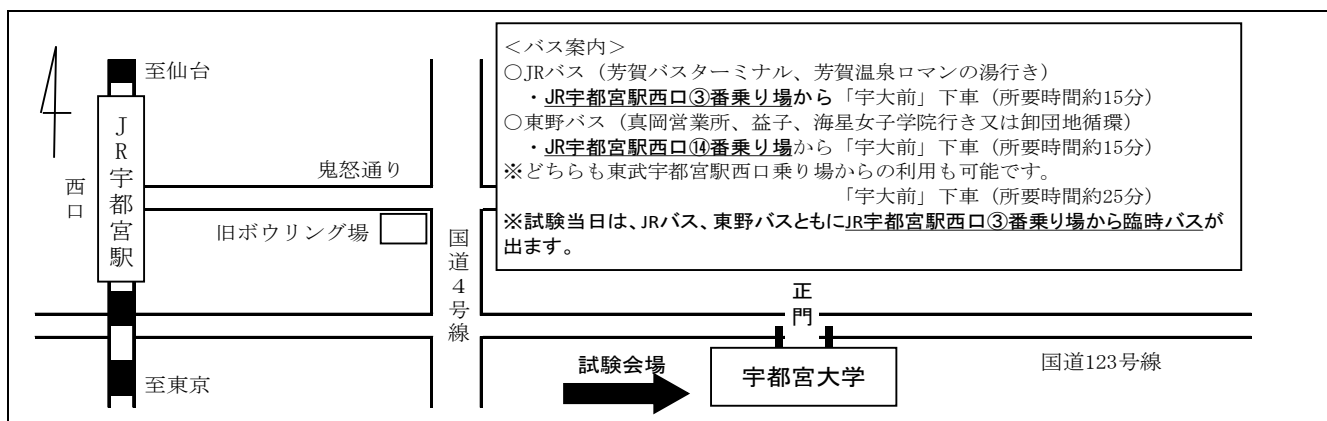 <バス案内>
○JRバス（芳賀バスターミナル、芳賀温泉ロマンの湯行き）
・JR宇都宮駅西口③番乗り場から「宇大前」下車（所要時間約15分）
○東野バス（真岡営業所、益子、海星女子学院行き又は卸団地循環）
・JR宇都宮駅西口⑭番乗り場から「宇大前」下車（所要時間約15分）
※どちらも東武宇都宮駅西口乗り場からの利用も可能です。
「宇大前」下車（所要時間約25分）
※試験当日は、JRバス、東野バスともにJR宇都宮駅西口③番乗り場から臨時バスが
出ます。
至仙台
JR宇都宮駅
西口
鬼怒通り
旧ボウリング場
国道4号線
正門
試験会場
宇都宮大学
国道123号線
至東京